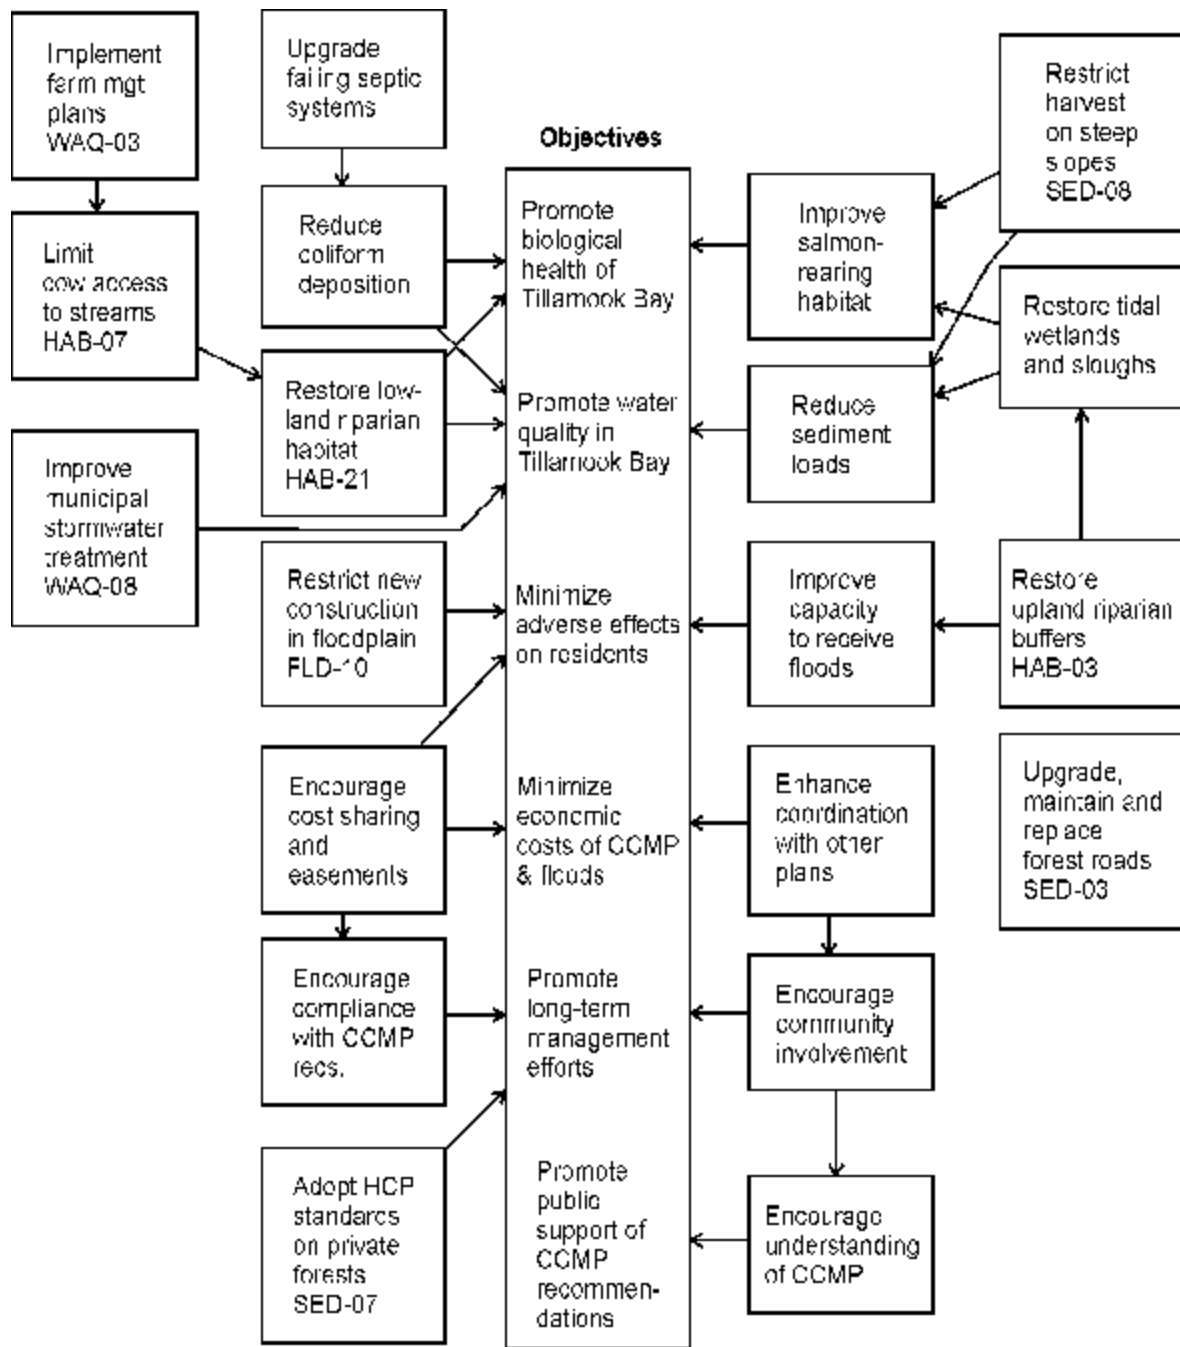 Implement
farm mgt
plans
WAQ-03
Upgrade
failing septic
systems
Objectives
Restrict
harvest
on steep
slopes
SED-08
Limit
cow access
to streams
HAB-07
Reduce
coliform
deposition
Promote
biological
health of
Tillamook Bay
Improve
salmon-
rearing
habitat
Restore tidal
wetlands
and sloughs
Restore low-
land riparian
habitat
HAB-21
Promote water
quality in
Tillamook Bay
Reduce
sediment
loads
Improve
municipal
stormwater
treatment
WAQ-08
Restrict new
construction
in floodplain
FLD-10
Minimize
adverse effects
on residents
Improve
capacity
to receive
floods
Restore
upland riparian
buffers
HAB-03
Encourage
cost sharing
and
easements
Minimize
economic
costs of CCMP
& floods
Enhance
coordination
with other
plans
Upgrade,
maintain and
replace
forest roads
SED-03
Encourage
compliance
with CCMP
recs.
Promote
long-term
management
efforts
Encourage
community
involvement
Adopt HCP
standards
on private
forests
SED-07
Promote
public
support of
CCMP
recommen-
dations
Encourage
understanding
of CCMP